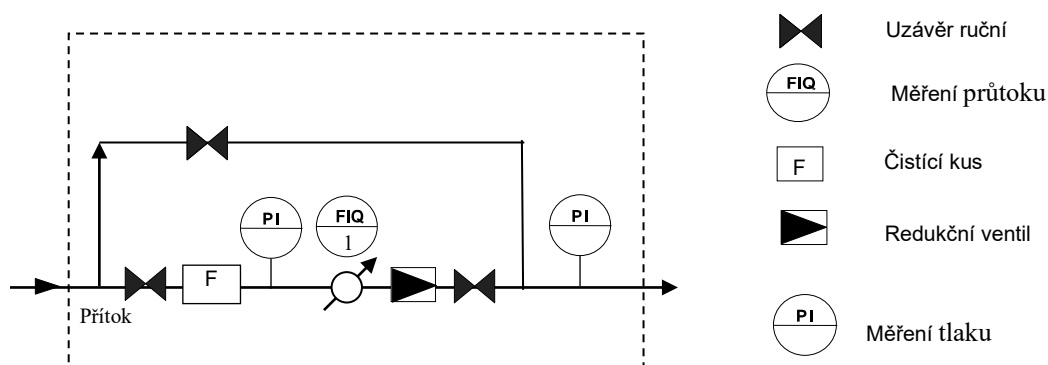 PI
FIQ
1
PI
F
Přítok
Uzávěr ruční
FIQ
Měření průtoku
F
Čistící kus
Redukční ventil
PI
Měření tlaku